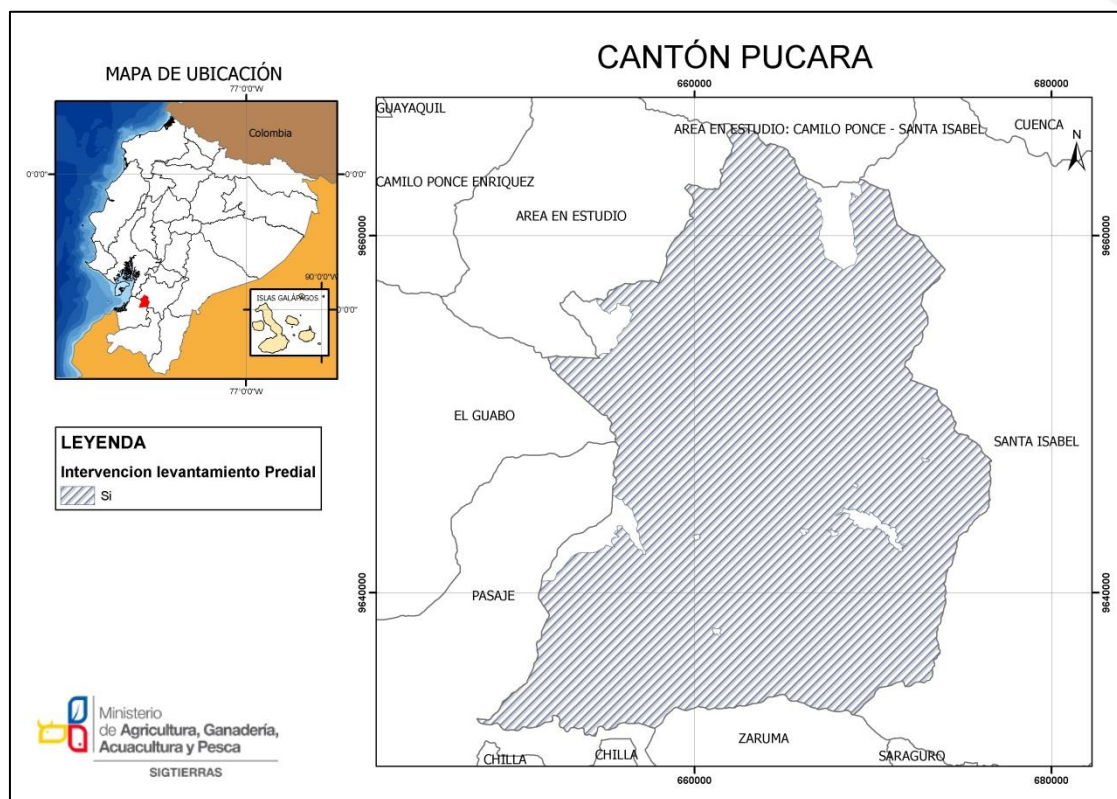 CANTÓN PUCARA
MAPA DE UBICACIÓN
77°0'0"W
Colombia
0°0'0"
0°0'0"
90°0'0"W
ISLAS GALÁPAGOS
0°0'0"
77°0'0"W
LEYENDA
Intervencion levantamiento Predial
Si
Ministerio
de Agricultura, Ganadería,
Acuacultura y Pesca
SIGTIERRAS
660000
680000
GUAYAQUIL
AREA EN ESTUDIO: CAMILO PONCE - SANTA ISABEL
CUENCA
N
CAMILO PONCE ENRIQUEZ
AREA EN ESTUDIO
9660000
9660000
EL GUABO
SANTA ISABEL
9640000
9640000
PASAJE
ZARUMA
CHILLA
CHILLA
SARAGURO
660000
680000